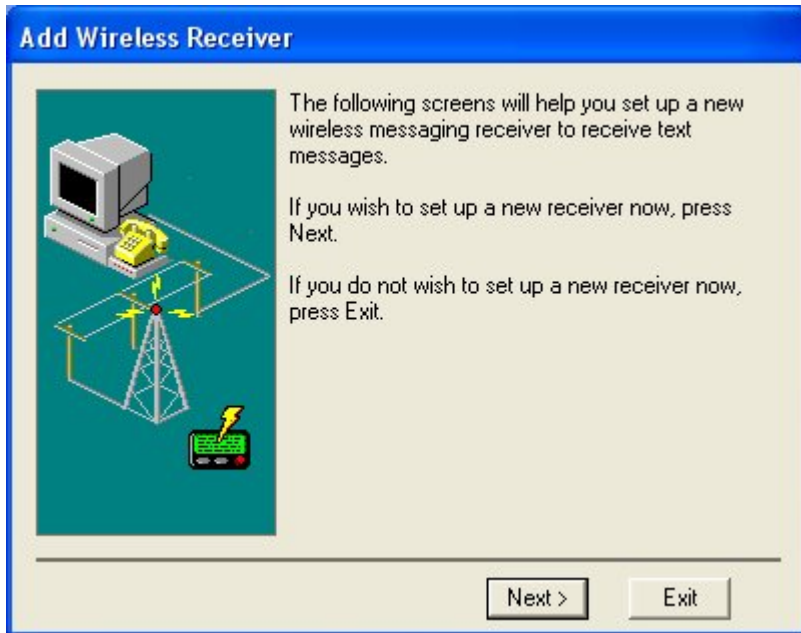 Add Wireless Receiver
The following screens will help you set up a new
wireless messaging receiver to receive text
messages.
If you wish to set up a new receiver now, press
Next.
If you do not wish to set up a new receiver now,
press Exit.
Next >
Exit